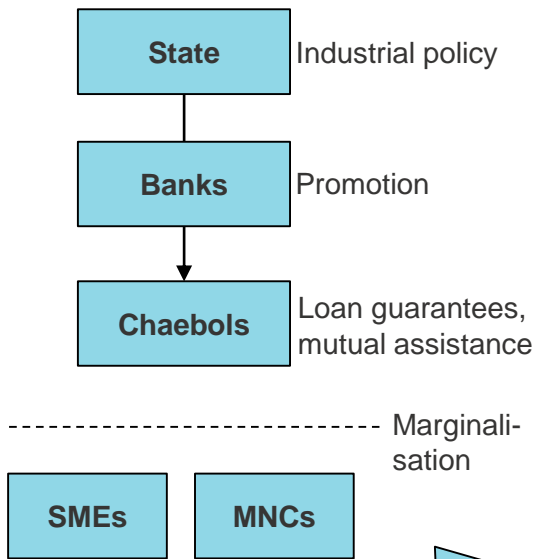 State
Industrial policy
Banks
Promotion
Chaebols
Loan guarantees,
mutual assistance
Marginali-
sation
SMEs
MNCs